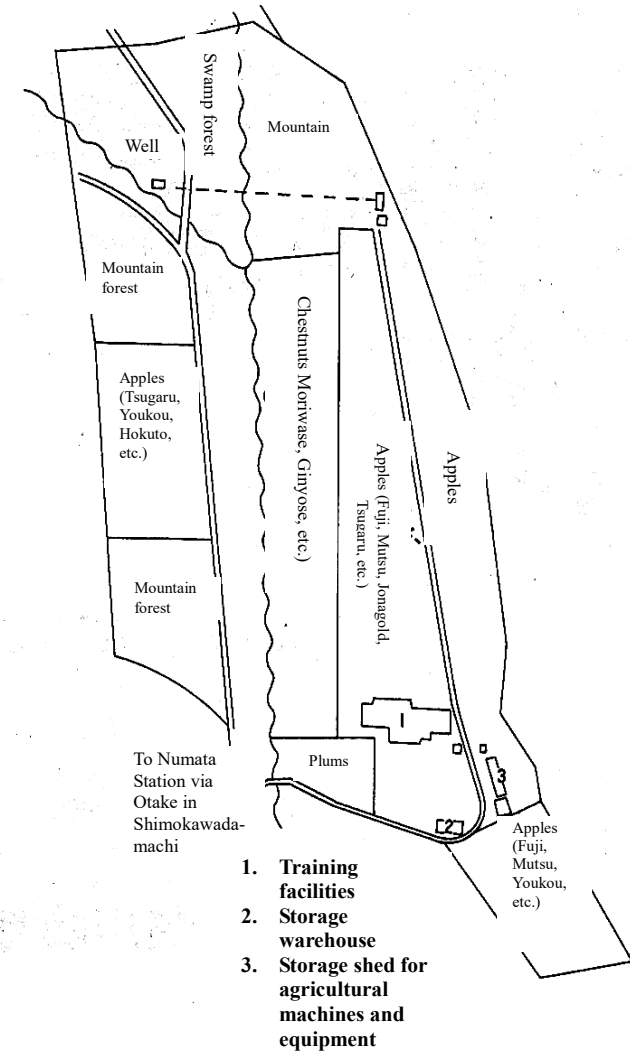 Swamp forest
Mountain
Well
Mountain
forest
Apples
(Tsugaru,
Youkou,
Hokuto,
etc.)
Mountain
forest
Chestnuts Moriwase, Ginyose, etc.)
Apples (Fuji, Mutsu, Jonagold,
Tsugaru, etc.)
Apples
1
Plums
3
2
To Numata
Station via
Otake in
Shimokawada-
machi
Apples
(Fuji,
Mutsu,
Youkou,
etc.)
1. Training
facilities
2. Storage
warehouse
3. Storage shed for
agricultural
machines and
equipment